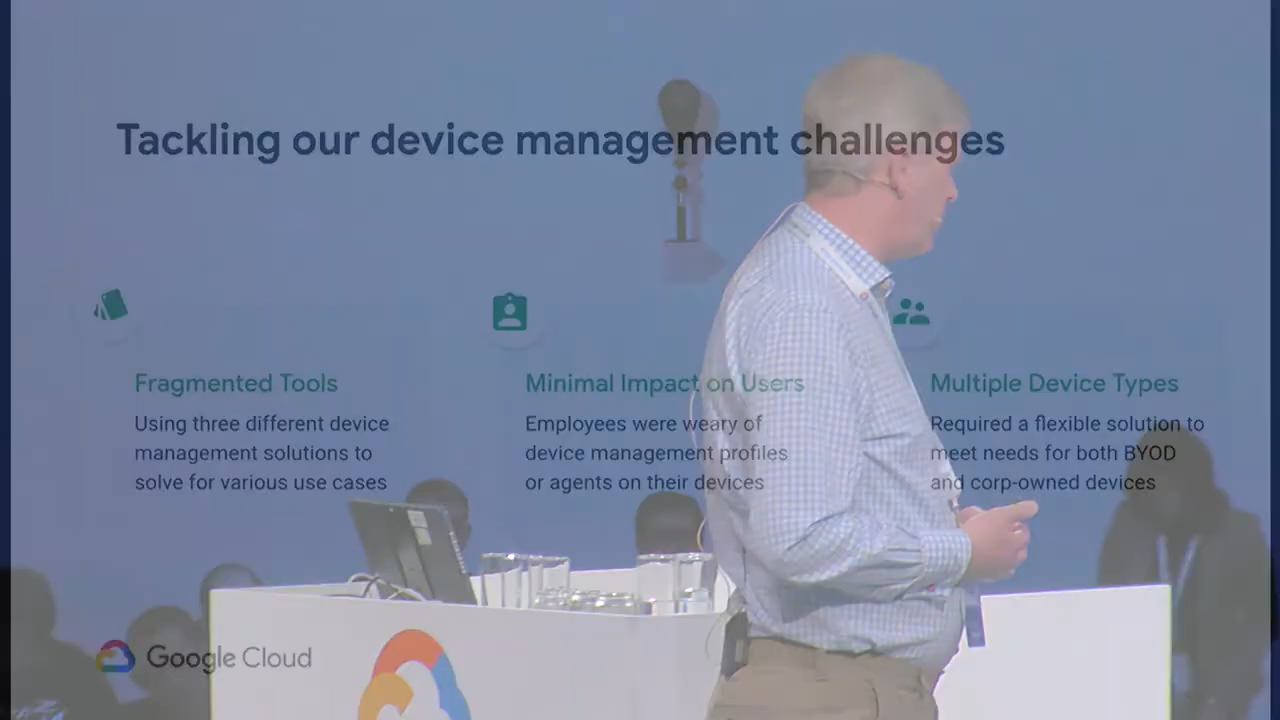 Tackling our device management challenges
Fragmented Tools
Using three different device
management solutions to
solve for various use cases
Minimal Impact on Users
Employees were weary of
device management profiles
or agents on their devices
Multiple Device Types
Required a flexible solution to
meet needs for both BYOD
and corp-owned devices
Google Cloud